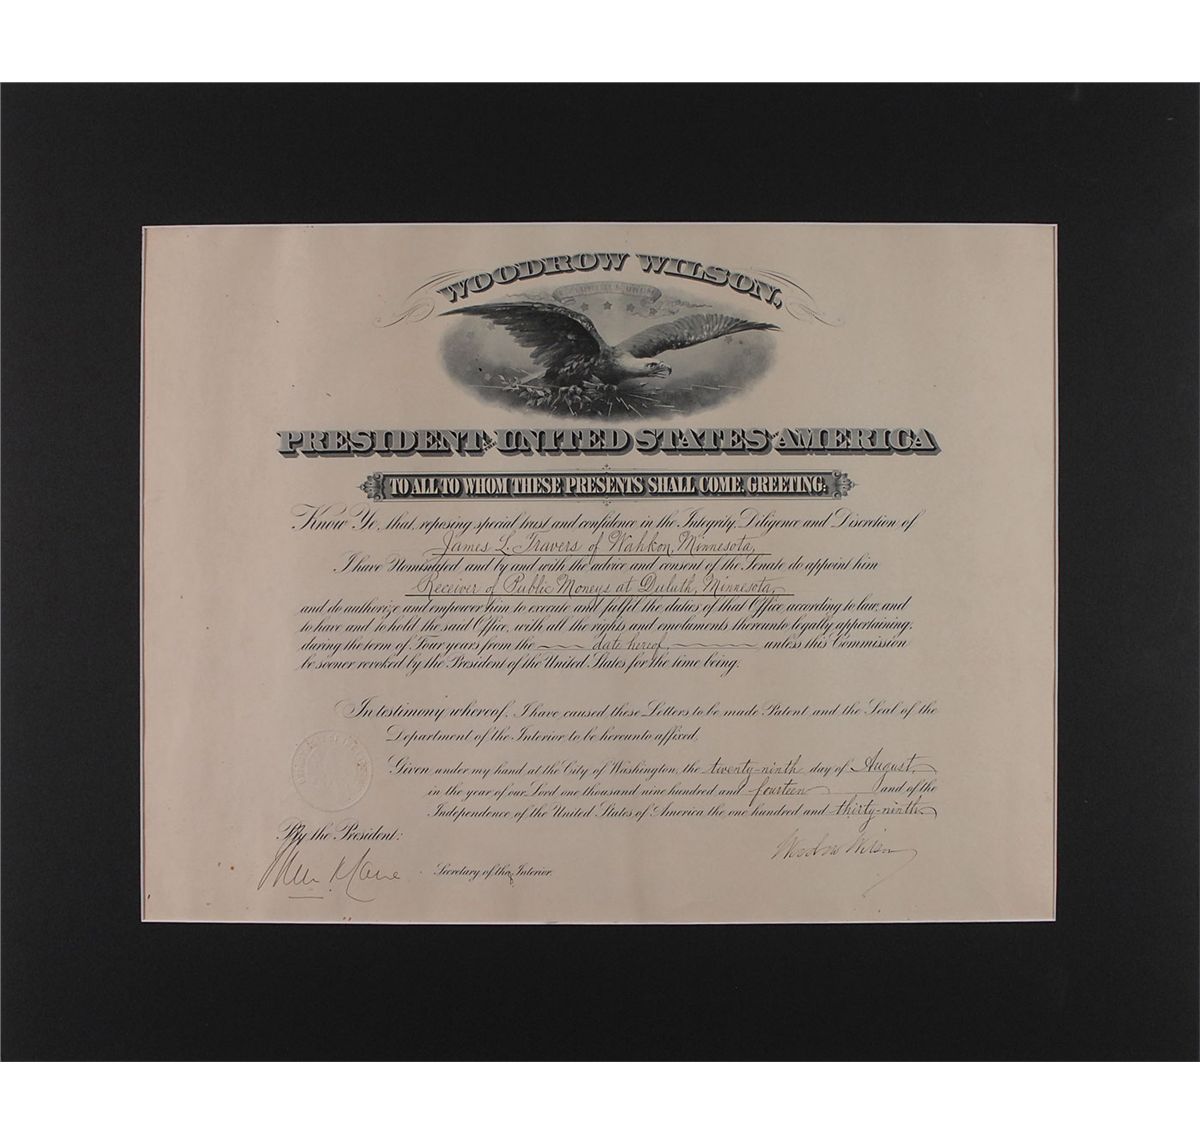 WOODROW WILSON,
PRESIDENT OF THE UNITED STATES OF AMERICA
TO ALL TO WHOM THESE PRESENTS SHALL COME, GREETING:
Know Ye, that, reposing special trust and confidence in the Integrity, Diligence and Discretion of
James L. Travers of Wahkon, Minnesota,
I have Nominated and by and with the advice and consent of the Senate do appoint him
Receiver of Public Moneys at Duluth, Minnesota,
and do authorize and empower him to execute and fulfil the duties of that Office according to law, and
to have and to hold the said Office, with all the rights and emoluments thereunto legally appertaining,
during the term of Four years from the date hereof, unless this Commission
be sooner revoked by the President of the United States for the time being.
In testimony whereof, I have caused these Letters to be made Patent and the Seal of the
Department of the Interior to be hereunto affixed.
Given under my hand at the City of Washington, the twenty-ninth day of August,
in the year of our Lord one thousand nine hundred and fourteen and of the
Independence of the United States of America the one hundred and thirty-ninth
By the President:
Woodrow Wilson
Lane
Secretary of the Interior.